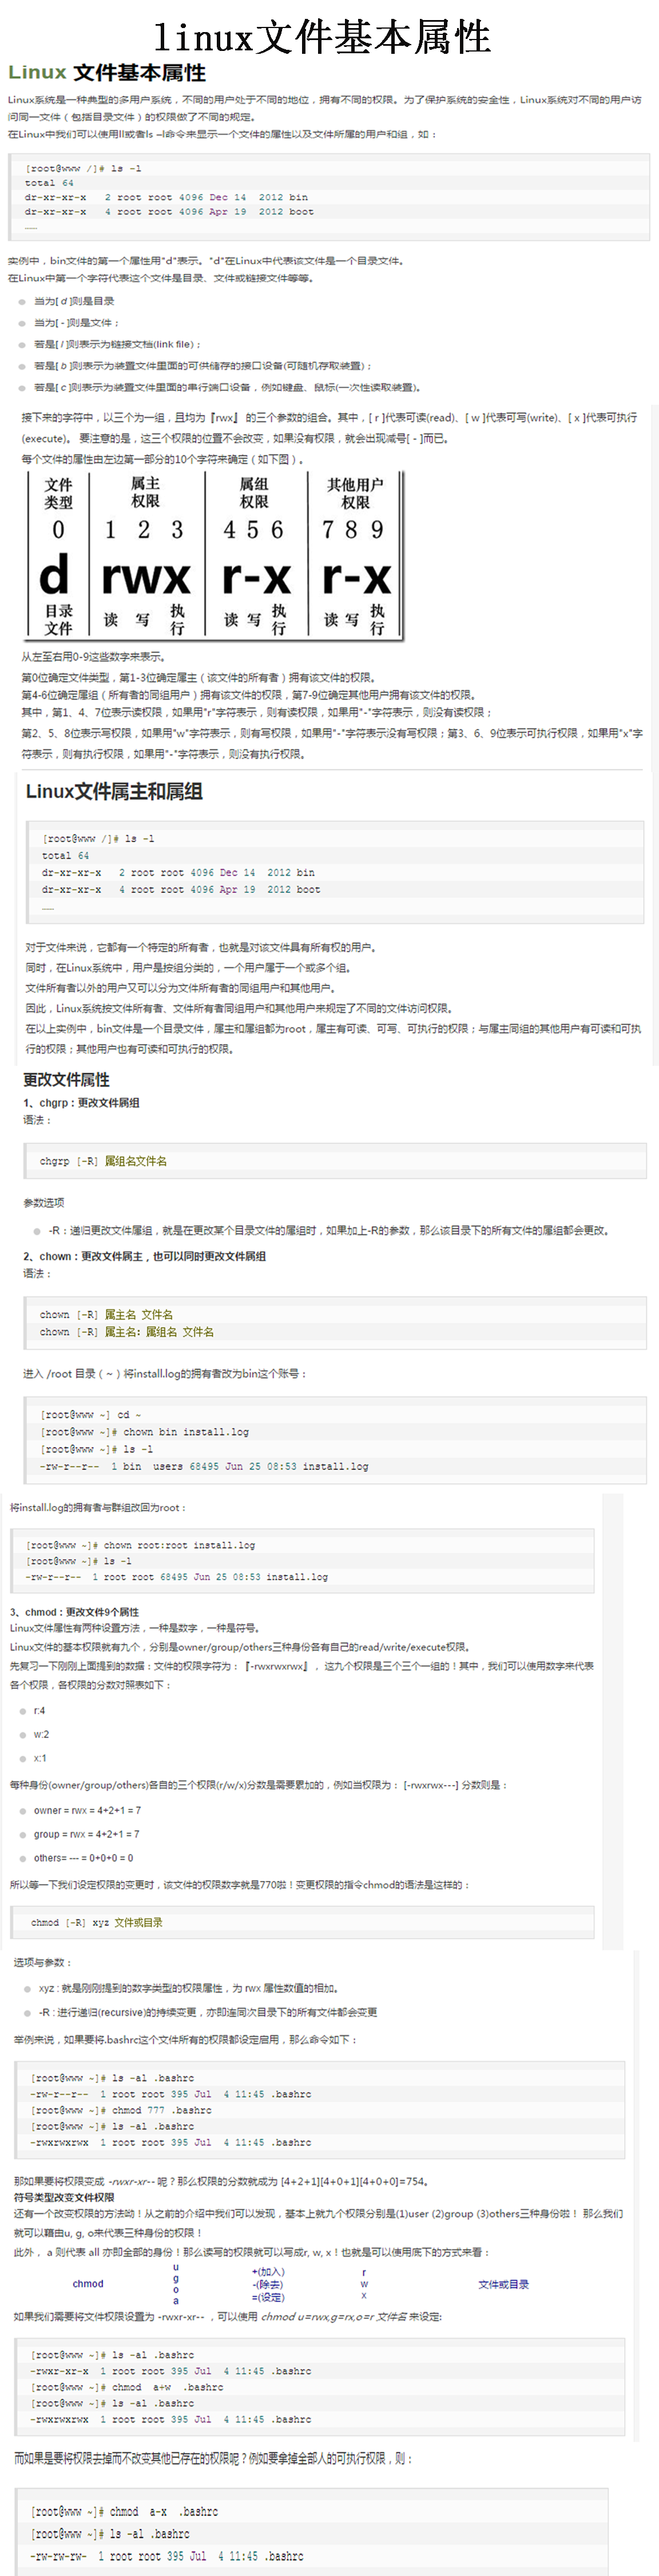 linux文件基本属性
Linux 文件基本属性
Linux系统是一种典型的多用户系统，不同的用户处于不同的地位，拥有不同的权限。为了保护系统的安全性，Linux系统对不同的用户访
问同一文件（包括目录文件）的权限做了不同的规定。
在Linux中我们可以使用ll或者ls –l命令来显示一个文件的属性以及文件所属的用户和组，如：
[root@www /]# ls -l
total 64
dr-xr-xr-x 2 root root 4096 Dec 14 2012 bin
dr-xr-xr-x 4 root root 4096 Apr 19 2012 boot
……
实例中，bin文件的第一个属性用"d"表示。"d"在Linux中代表该文件是一个目录文件。
在Linux中第一个字符代表这个文件是目录、文件或链接文件等等。
当为[ d ]则是目录
当为[ - ]则是文件；
若是[ l ]则表示为链接文档(link file)；
若是[ b ]则表示为装置文件里面的可供储存的接口设备(可随机存取装置)；
若是[ c ]则表示为装置文件里面的串行端口设备，例如键盘、鼠标(一次性读取装置)。
接下来的字符中，以三个为一组，且均为『rwx』 的三个参数的组合。其中，[ r ]代表可读(read)、[ w ]代表可写(write)、[ x ]代表可执行
(execute)。 要注意的是，这三个权限的位置不会改变，如果没有权限，就会出现减号[ - ]而已。
每个文件的属性由左边第一部分的10个字符来确定（如下图）。
文件 属主 属组 其他用户
类型 权限 权限 权限
0 1 2 3 4 5 6 7 8 9
d rwx r-x r-x
目录 读 写 执 读 写 执 读 写 执
文件 行 行 行
从左至右用0-9这些数字来表示。
第0位确定文件类型，第1-3位确定属主（该文件的所有者）拥有该文件的权限。
第4-6位确定属组（所有者的同组用户）拥有该文件的权限，第7-9位确定其他用户拥有该文件的权限。
其中，第1、4、7位表示读权限，如果用"r"字符表示，则有读权限，如果用"-"字符表示，则没有读权限；
第2、5、8位表示写权限，如果用"w"字符表示，则有写权限，如果用"-"字符表示没有写权限；第3、6、9位表示可执行权限，如果用"x"字
符表示，则有执行权限，如果用"-"字符表示，则没有执行权限。
Linux文件属主和属组
[root@www /]# ls -l
total 64
dr-xr-xr-x 2 root root 4096 Dec 14 2012 bin
dr-xr-xr-x 4 root root 4096 Apr 19 2012 boot
……
对于文件来说，它都有一个特定的所有者，也就是对该文件具有所有权的用户。
同时，在Linux系统中，用户是按组分类的，一个用户属于一个或多个组。
文件所有者以外的用户又可以分为文件所有者的同组用户和其他用户。
因此，Linux系统按文件所有者、文件所有者同组用户和其他用户来规定了不同的文件访问权限。
在以上实例中，bin文件是一个目录文件，属主和属组都为root，属主有可读、可写、可执行的权限；与属主同组的其他用户有可读和可执
行的权限；其他用户也有可读和可执行的权限。
更改文件属性
1、chgrp：更改文件属组
语法：
chgrp [-R] 属组名文件名
参数选项
-R：递归更改文件属组，就是在更改某个目录文件的属组时，如果加上-R的参数，那么该目录下的所有文件的属组都会更改。
2、chown：更改文件属主，也可以同时更改文件属组
语法：
chown [–R] 属主名 文件名
chown [-R] 属主名：属组名 文件名
进入 /root 目录（~）将install.log的拥有者改为bin这个账号：
[root@www ~] cd ~
[root@www ~]# chown bin install.log
[root@www ~]# ls -l
-rw-r--r-- 1 bin users 68495 Jun 25 08:53 install.log
将install.log的拥有者与群组改回为root：
[root@www ~]# chown root:root install.log
[root@www ~]# ls -l
-rw-r--r-- 1 root root 68495 Jun 25 08:53 install.log
3、chmod：更改文件9个属性
Linux文件属性有两种设置方法，一种是数字，一种是符号。
Linux文件的基本权限就有九个，分别是owner/group/others三种身份各有自己的read/write/execute权限。
先复习一下刚刚上面提到的数据：文件的权限字符为：『-rwxrwxrwx』， 这九个权限是三个三个一组的！其中，我们可以使用数字来代表
各个权限，各权限的分数对照表如下：
r:4
w:2
x:1
每种身份(owner/group/others)各自的三个权限(r/w/x)分数是需要累加的，例如当权限为： [-rwxrwx---] 分数则是：
owner = rwx = 4+2+1 = 7
group = rwx = 4+2+1 = 7
others= --- = 0+0+0 = 0
所以等一下我们设定权限的变更时，该文件的权限数字就是770啦！变更权限的指令chmod的语法是这样的：
chmod [-R] xyz 文件或目录
选项与参数：
xyz : 就是刚刚提到的数字类型的权限属性，为 rwx 属性数值的相加。
-R : 进行递归(recursive)的持续变更，亦即连同次目录下的所有文件都会变更
举例来说，如果要将.bashrc这个文件所有的权限都设定启用，那么命令如下：
[root@www ~]# ls -al .bashrc
-rw-r--r-- 1 root root 395 Jul 4 11:45 .bashrc
[root@www ~]# chmod 777 .bashrc
[root@www ~]# ls -al .bashrc
-rwxrwxrwx 1 root root 395 Jul 4 11:45 .bashrc
那如果要将权限变成 -rwxr-xr-- 呢？那么权限的分数就成为 [4+2+1][4+0+1][4+0+0]=754。
符号类型改变文件权限
还有一个改变权限的方法呦！从之前的介绍中我们可以发现，基本上就九个权限分别是(1)user (2)group (3)others三种身份啦！ 那么我们
就可以藉由u, g, o来代表三种身份的权限！
此外， a 则代表 all 亦即全部的身份！那么读写的权限就可以写成r, w, x！也就是可以使用底下的方式来看：
u
g +(加入) r
chmod o -(除去) w 文件或目录
a =(设定) x
如果我们需要将文件权限设置为 -rwxr-xr-- ，可以使用 chmod u=rwx,g=rx,o=r 文件名 来设定:
[root@www ~]# ls -al .bashrc
-rwxr-xr-x 1 root root 395 Jul 4 11:45 .bashrc
[root@www ~]# chmod a+w .bashrc
[root@www ~]# ls -al .bashrc
-rwxrwxrwx 1 root root 395 Jul 4 11:45 .bashrc
而如果是要将权限去掉而不改变其他已存在的权限呢？例如要拿掉全部人的可执行权限，则：
[root@www ~]# chmod a-x .bashrc
[root@www ~]# ls -al .bashrc
-rw-rw-rw- 1 root root 395 Jul 4 11:45 .bashrc